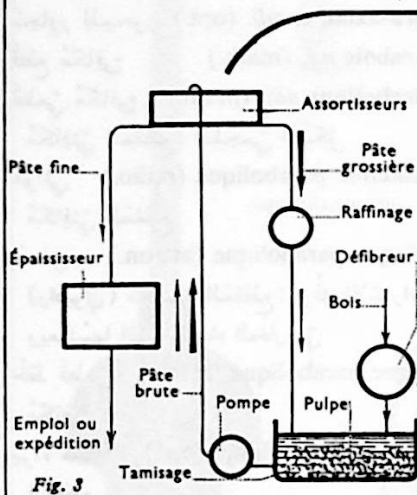 Assortisseurs
Pâte fine
Pâte
grossière
Raffinage
Épaississeur
Défibreur
Bois
Pâte
brute
Pompe
Pulpe
Emploi ou
expédition
Tamisage
Fig. 3